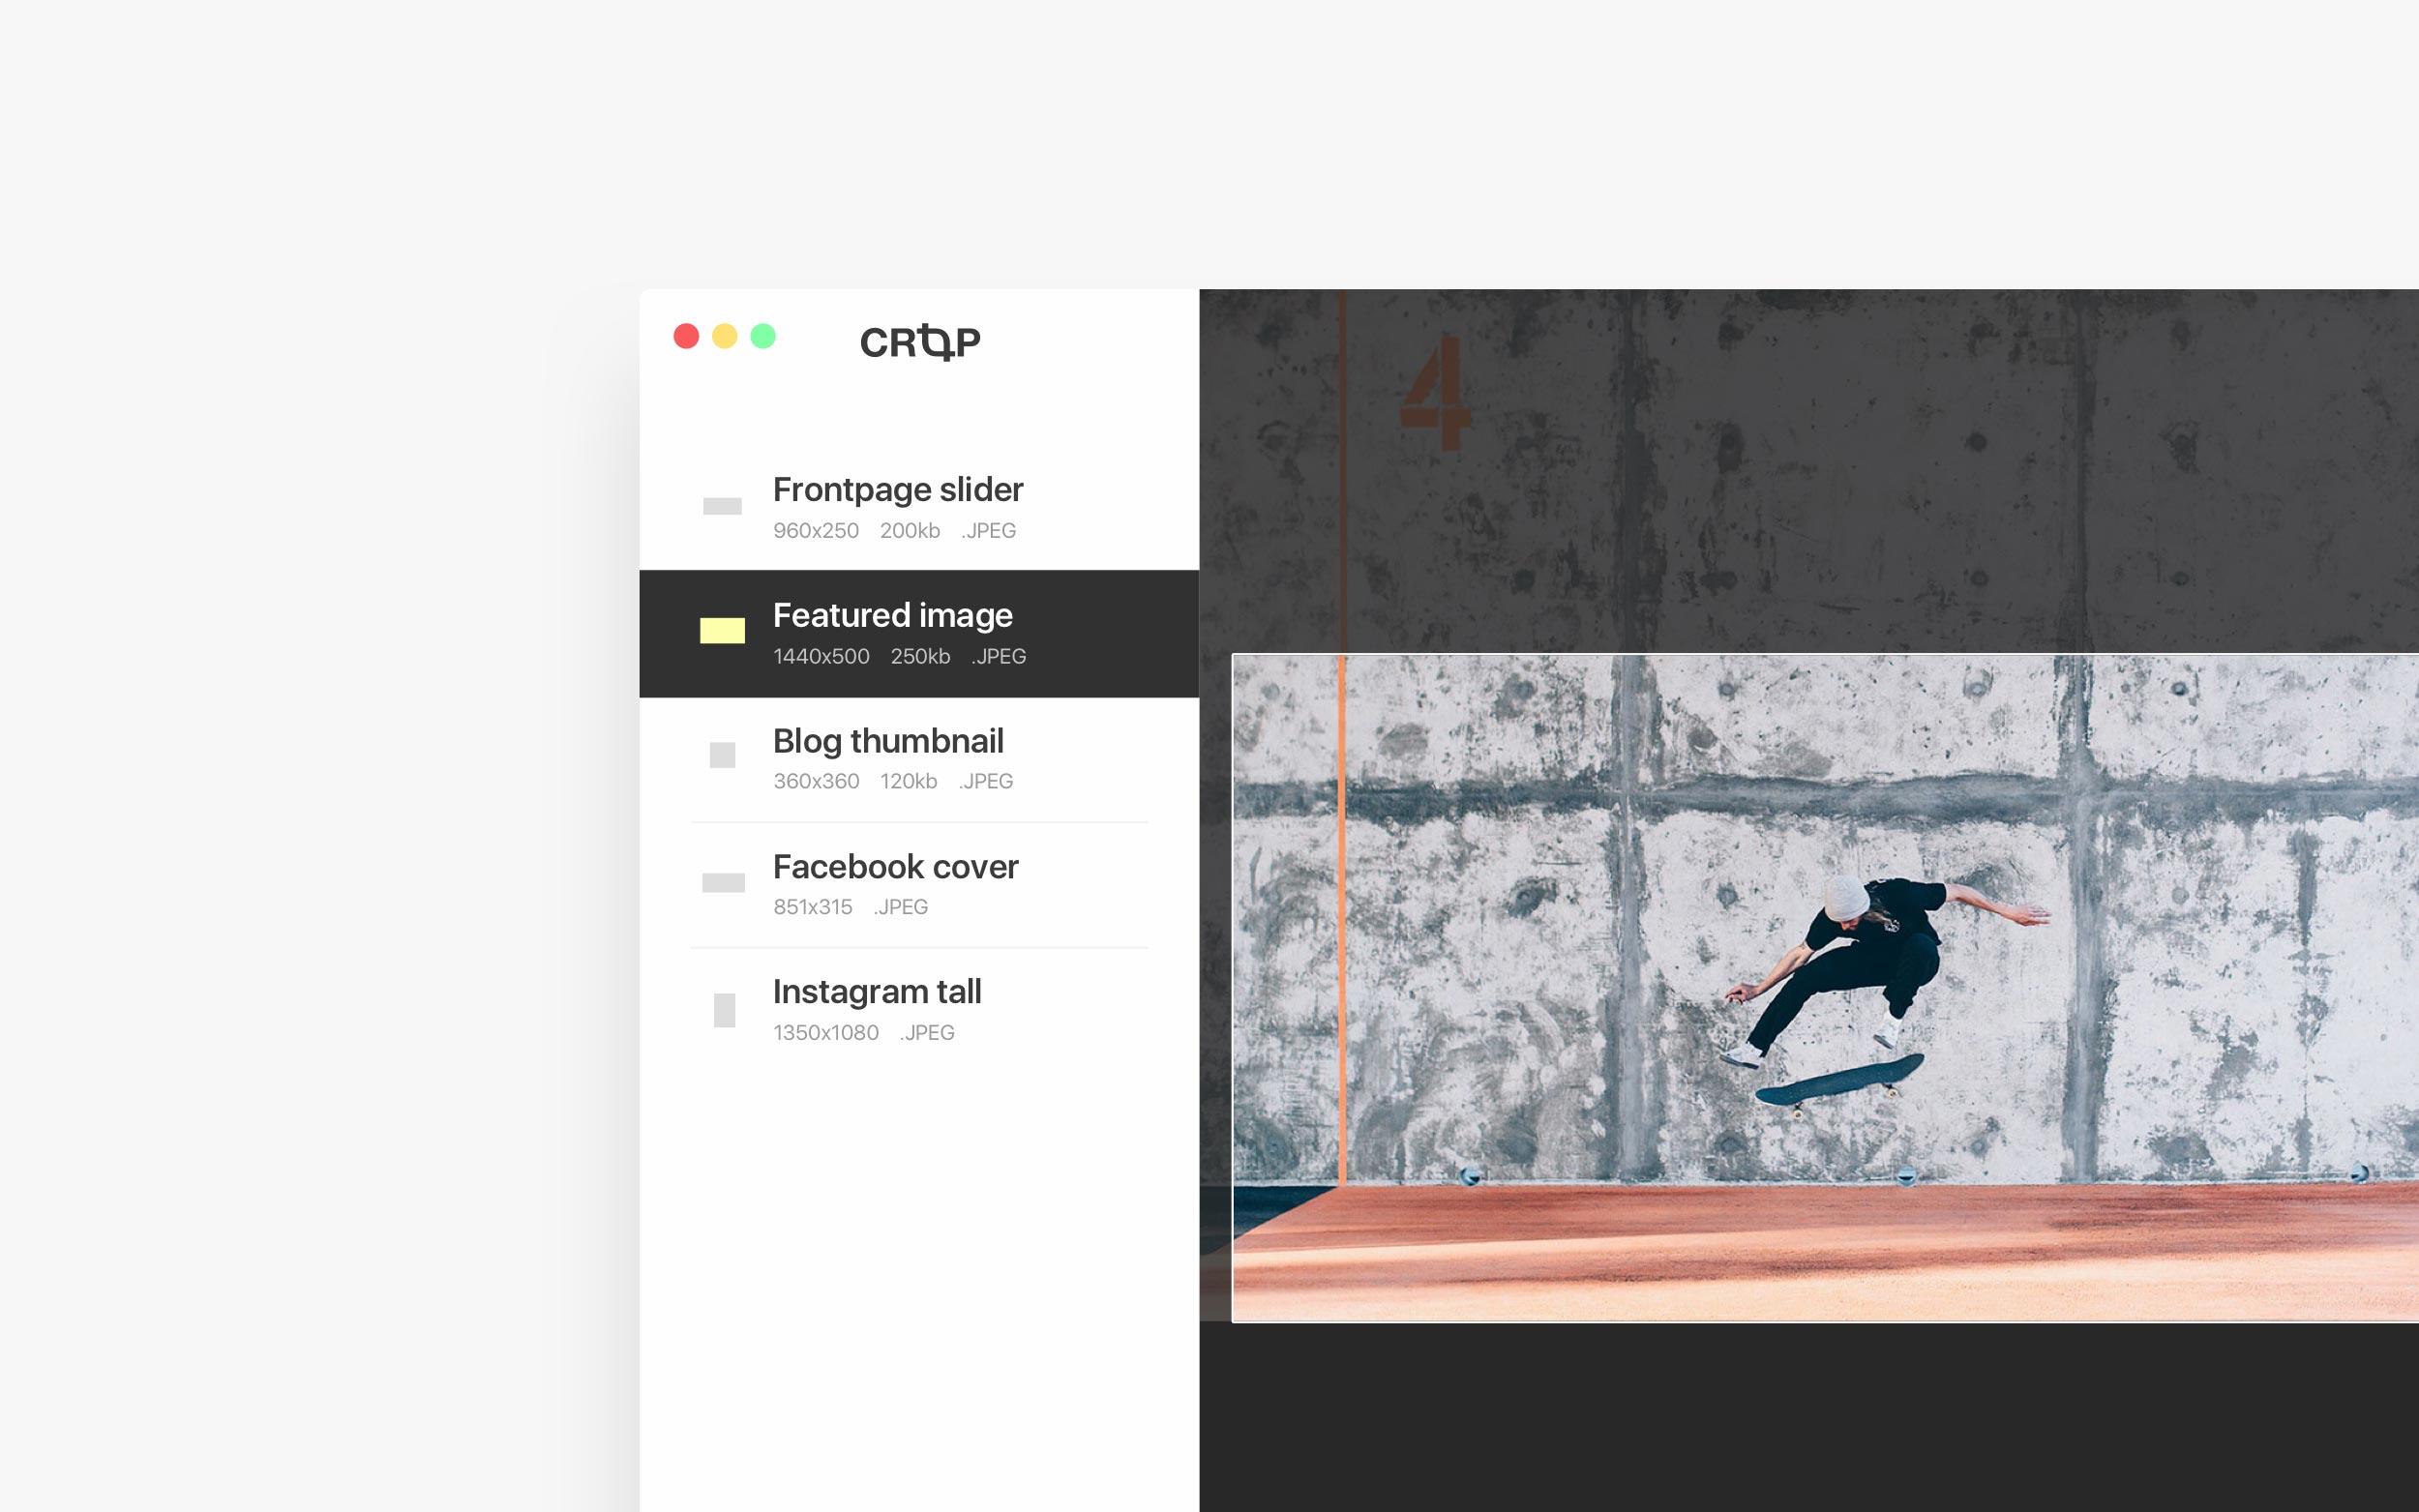 CROP
4
Frontpage slider
960x250 200kb .JPEG
Featured image
1440x500 250kb .JPEG
Blog thumbnail
360x360 120kb .JPEG
Facebook cover
851x315 .JPEG
Instagram tall
1350x1080 .JPEG